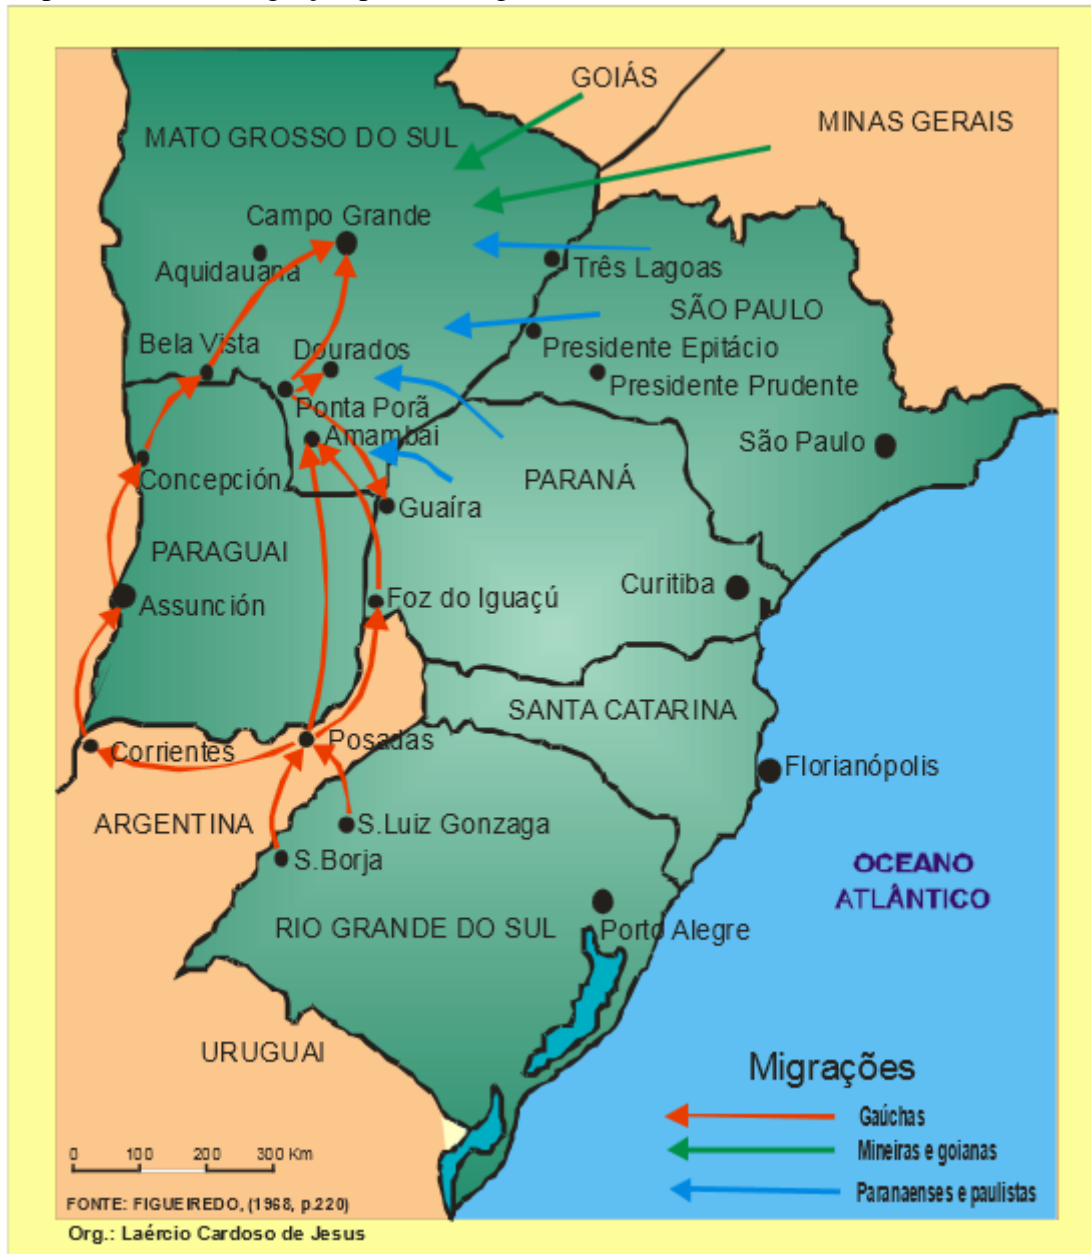 GOIÁS
MINAS GERAIS
MATO GROSSO DO SUL
Campo Grande
Aquidauana
Três Lagoas
SÃO PAULO
Bela Vista
Dourados
Presidente Epitácio
Presidente Prudente
Ponta Porã
Amambai
São Paulo
Concepción
PARANÁ
Guaíra
PARAGUAI
Curitiba
Assunción
Foz do Iguaçú
SANTA CATARINA
Corrientes
Posadas
Florianópolis
ARGENTINA
S.Luiz Gonzaga
S.Borja
OCEANO
ATLÂNTICO
RIO GRANDE DO SUL
Porto Alegre
URUGUAI
Migrações
Gaúchas
Mineiras e goianas
Paranaenses e paulistas
0 100 200 300 Km
FONTE: FIGUEIREDO, (1968, p.220)
Org.: Laércio Cardoso de Jesus